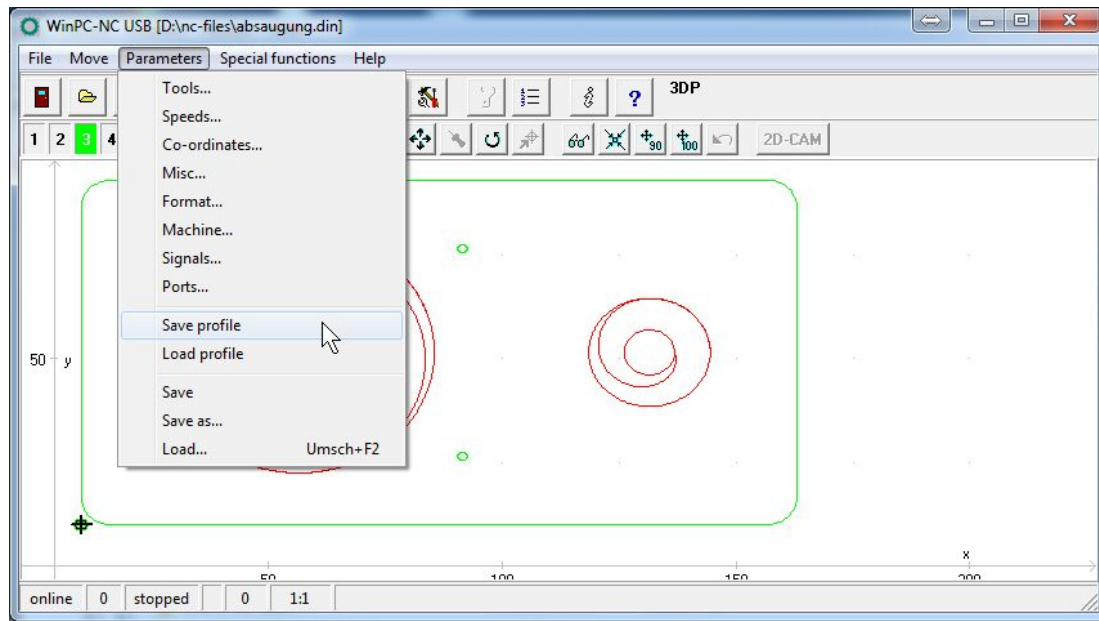 WinPC-NC USB [D:\nc-files\absaugung.din]
File Move Parameters Special functions Help
3DP
1 2 3 4
90 100 2D-CAM
Tools...
Speeds...
Co-ordinates...
Misc...
Format...
Machine...
Signals...
Ports...
Save profile
Load profile
Save
Save as...
Load... Umsch+F2
50 y
x
50 100 150 200
online 0 stopped 0 1:1